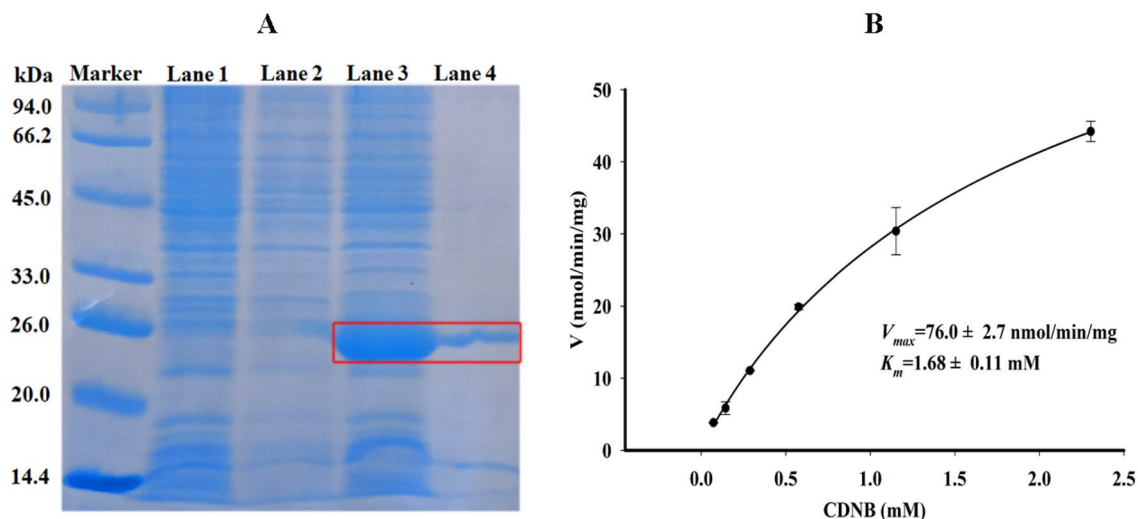 A
kDa Marker Lane 1 Lane 2 Lane 3 Lane 4
94.0
66.2
45.0
33.0
26.0
20.0
14.4
B
50
40
30
20
10
0
V (nmol/min/mg)
Vmax=76.0 ± 2.7 nmol/min/mg
Km=1.68 ± 0.11 mM
0.0 0.5 1.0 1.5 2.0 2.5
CDNB (mM)